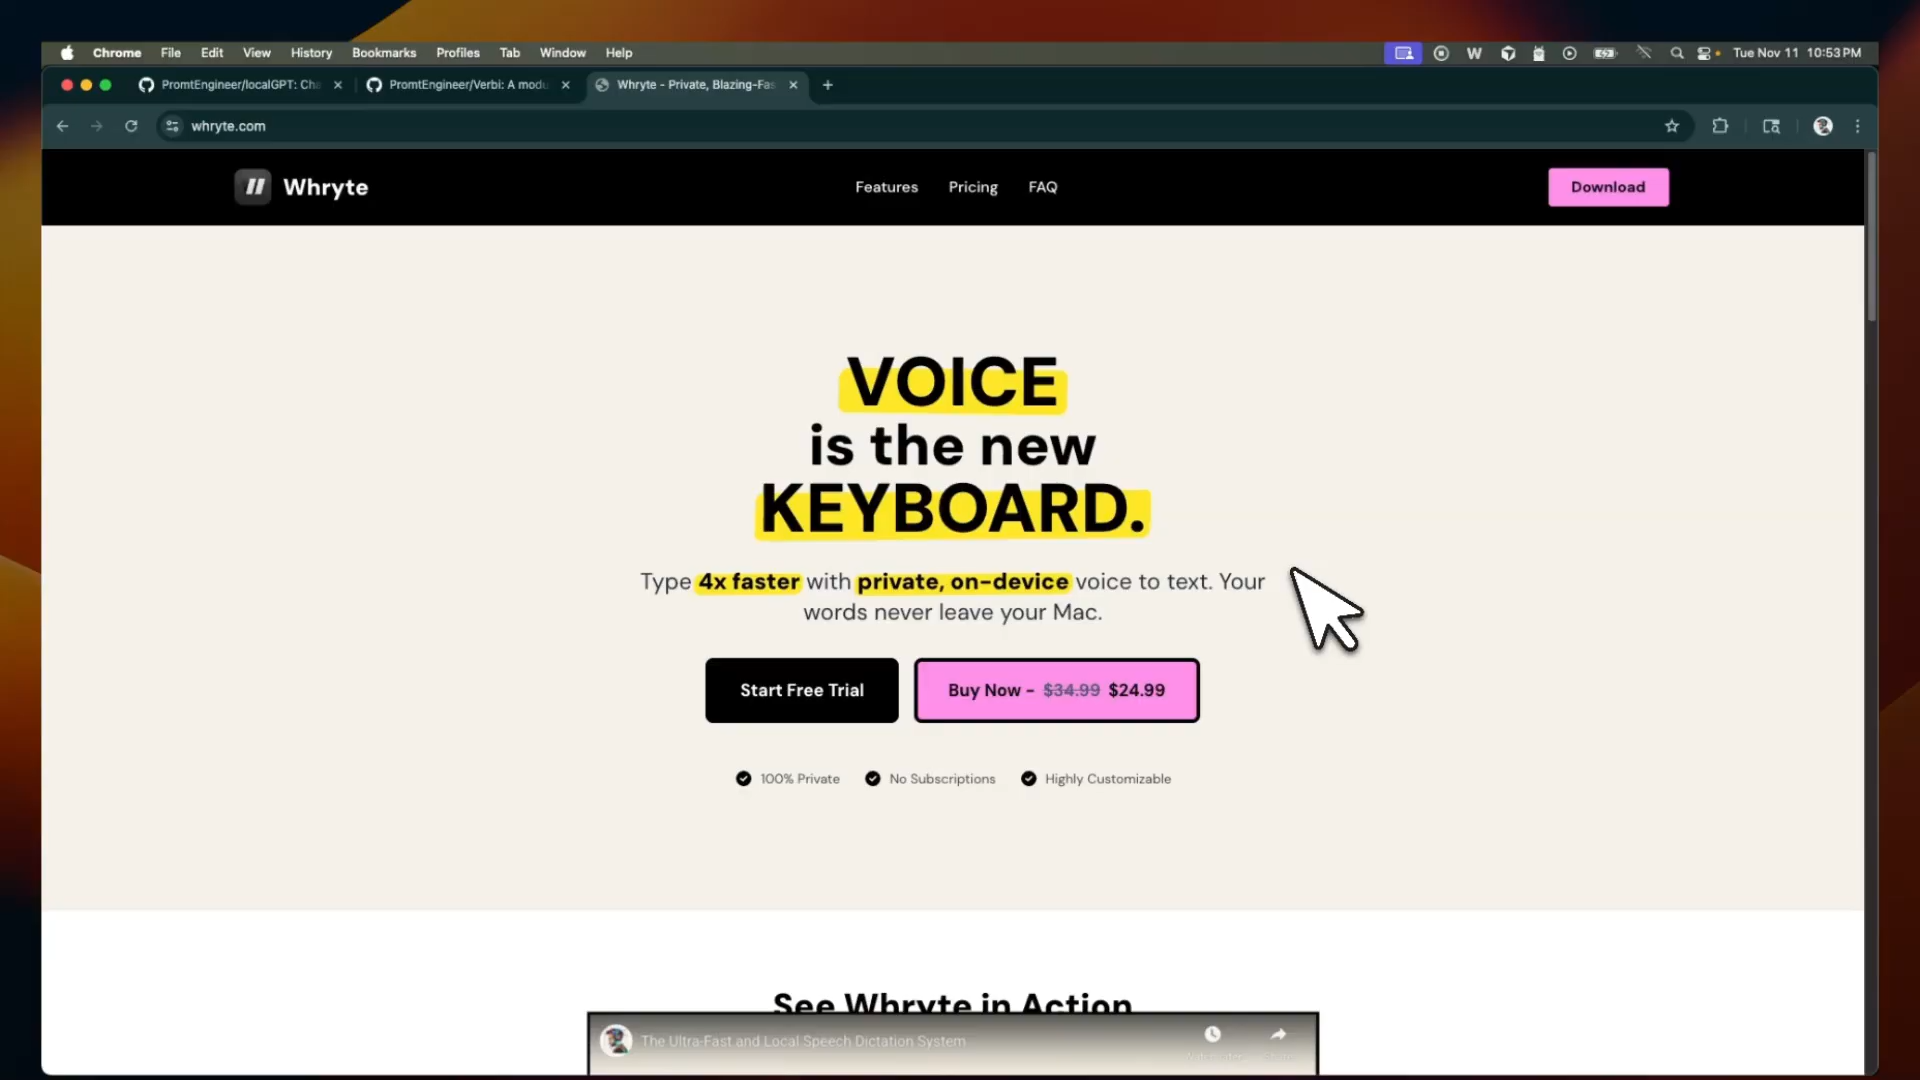 Chrome File Edit View History Bookmarks Profiles Tab Window Help
W Tue Nov 11 10:53 PM
PromtEngineer/localGPT: Cha
PromtEngineer/Verbi: A modu
Whryte - Private, Blazing-Fas
whryte.com
Whryte
Features Pricing FAQ
Download
VOICE
is the new
KEYBOARD.
Type 4x faster with private, on-device voice to text. Your
words never leave your Mac.
Start Free Trial
Buy Now - $34.99 $24.99
100% Private No Subscriptions Highly Customizable
See Whryte in Action
The Ultra-Fast and Local Speech Dictation System